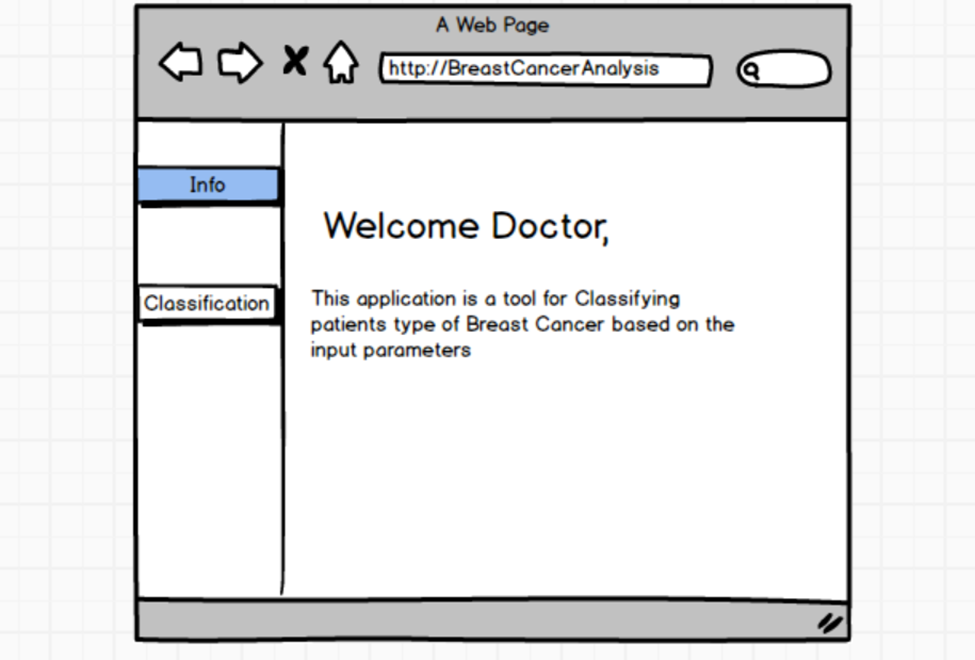 A Web Page
http://BreastCancerAnalysis
Info
Classification
Welcome Doctor,
This application is a tool for Classifying
patients type of Breast Cancer based on the
input parameters